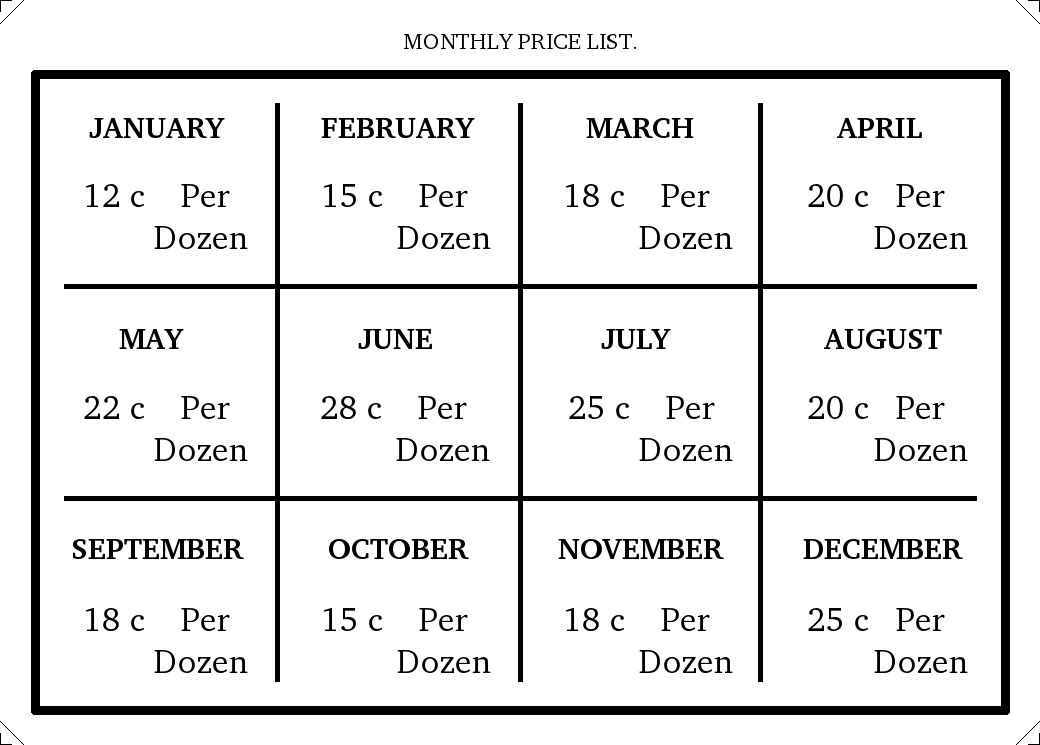 MONTHLY PRICE LIST.
JANUARY
12 c Per
Dozen
FEBRUARY
15 c Per
Dozen
MARCH
18 c Per
Dozen
APRIL
20 c Per
Dozen
MAY
22 c Per
Dozen
JUNE
28 c Per
Dozen
JULY
25 c Per
Dozen
AUGUST
20 c Per
Dozen
SEPTEMBER
18 c Per
Dozen
OCTOBER
15 c Per
Dozen
NOVEMBER
18 c Per
Dozen
DECEMBER
25 c Per
Dozen